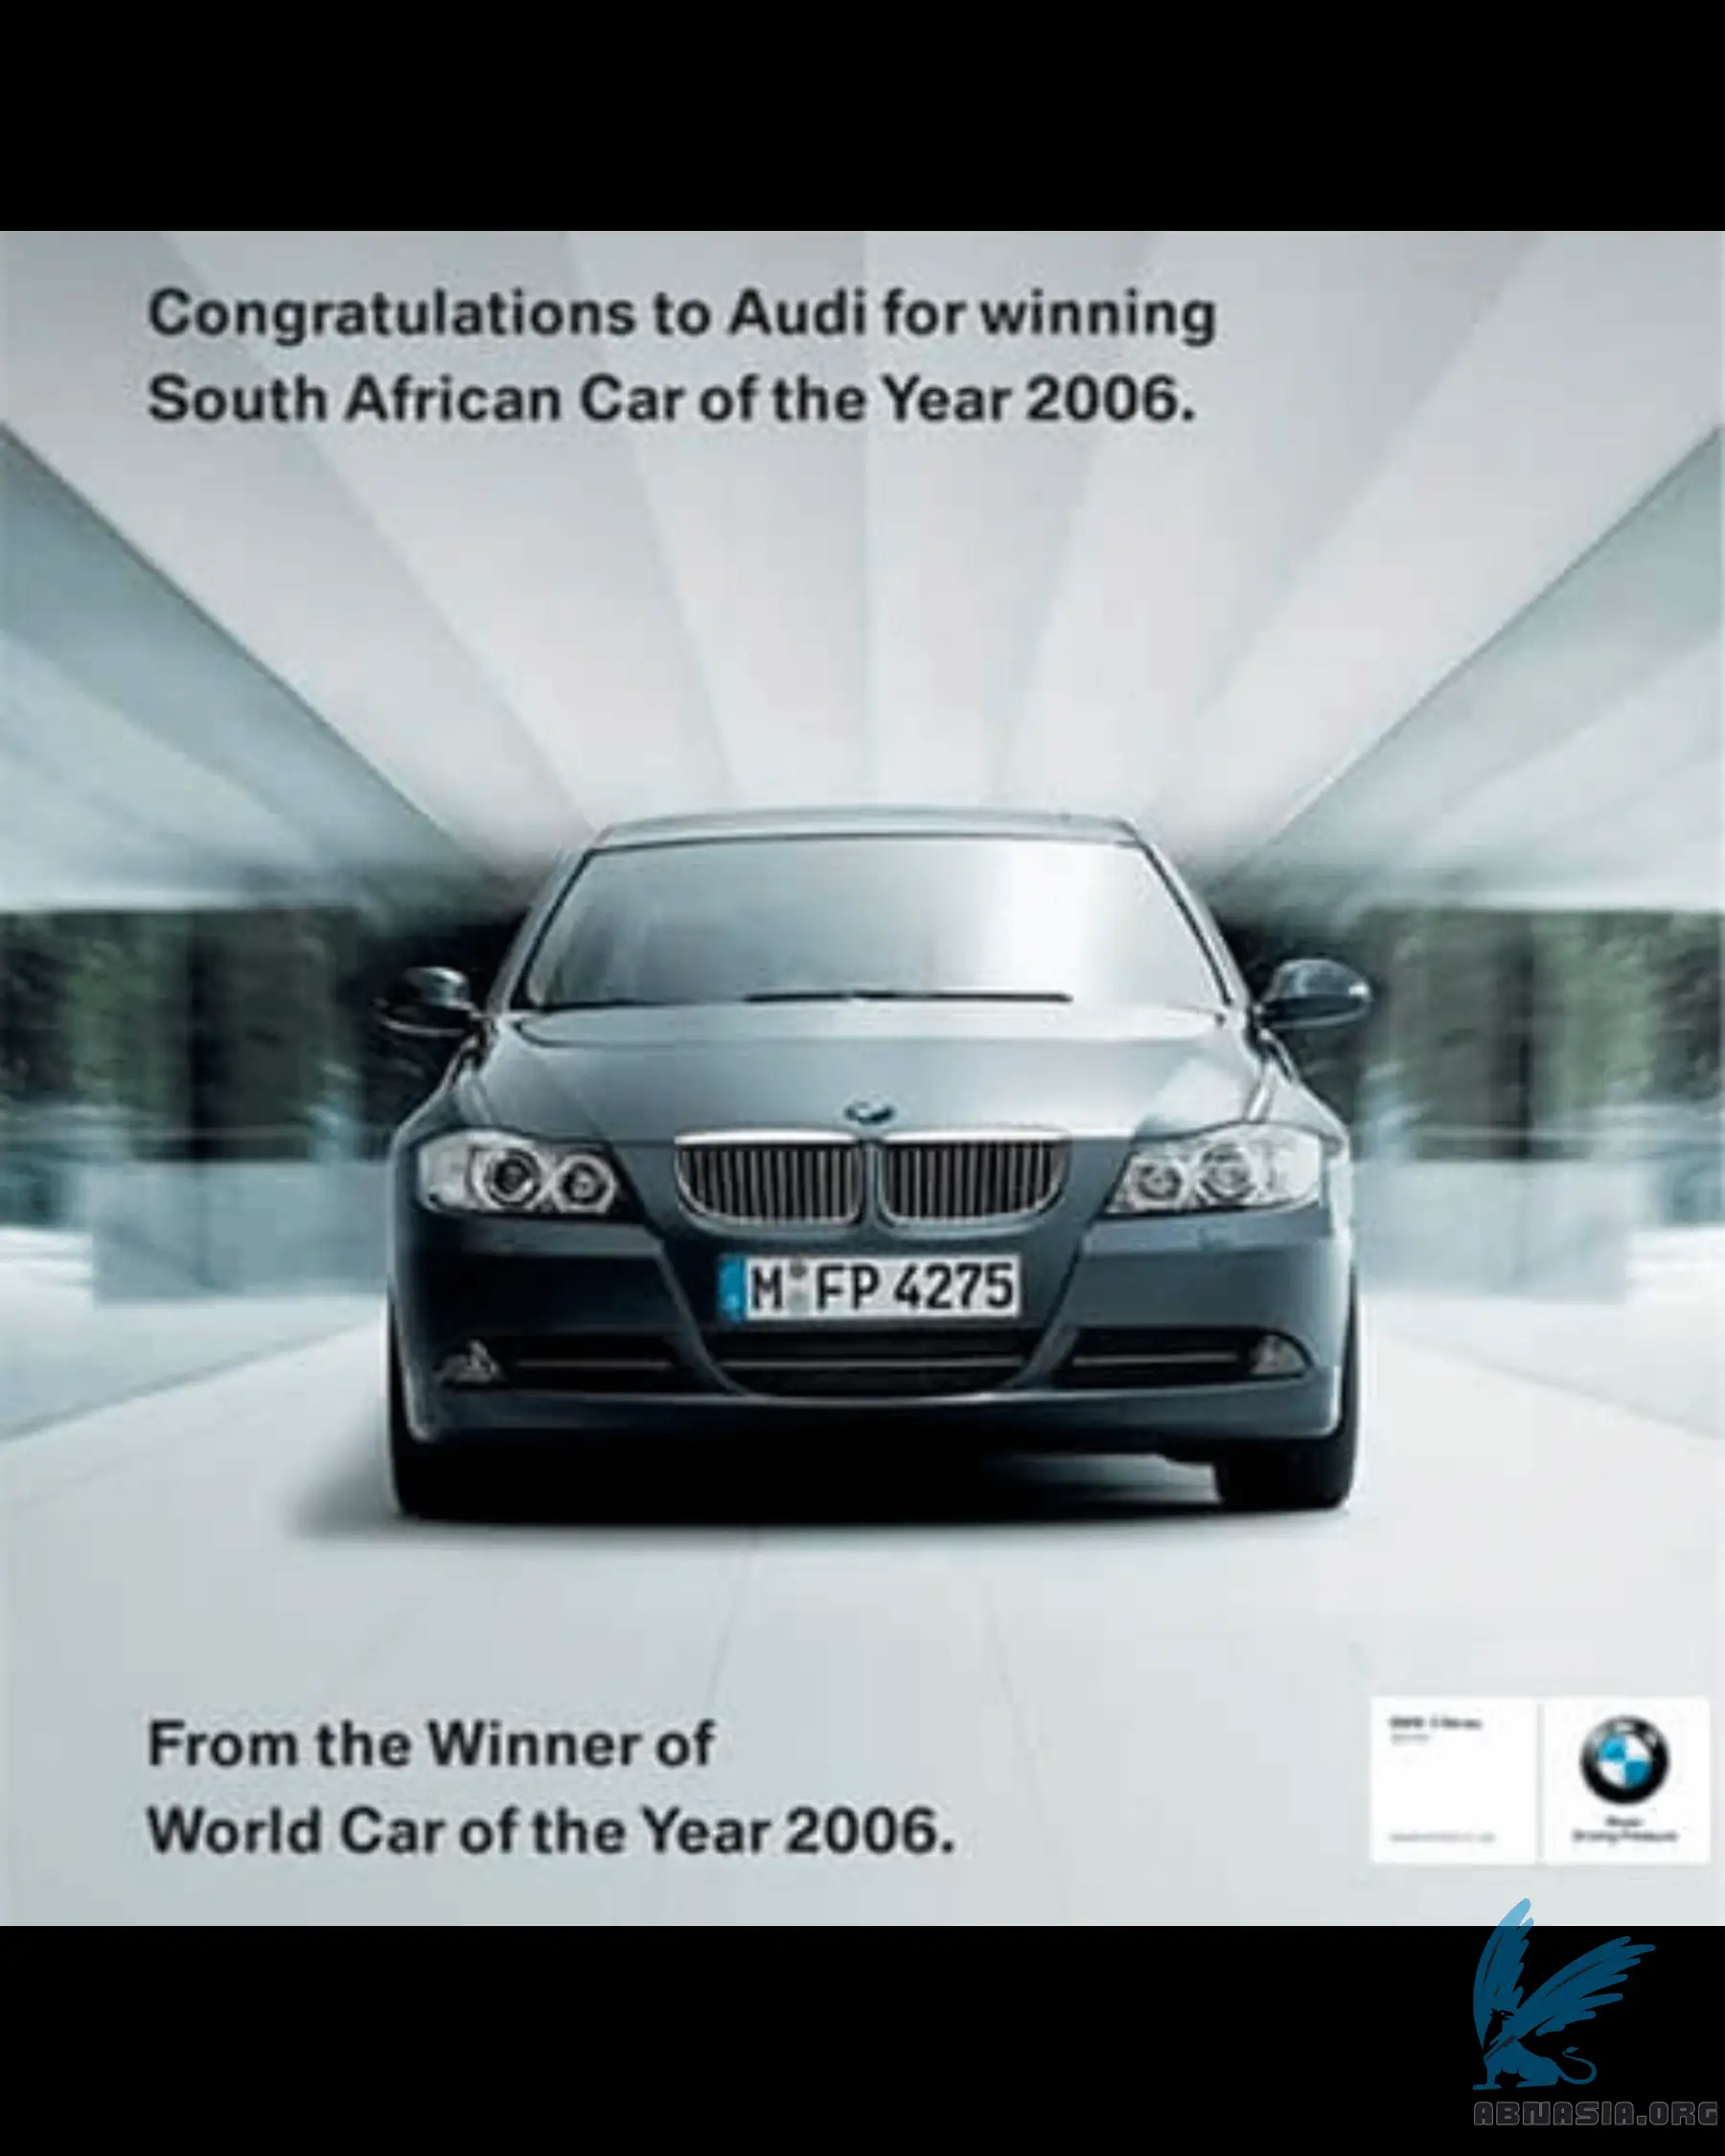 Congratulations to Audi for winning
South African Car of the Year 2006.
M FP 4275
From the Winner of
World Car of the Year 2006.
ABNASIA.ORG